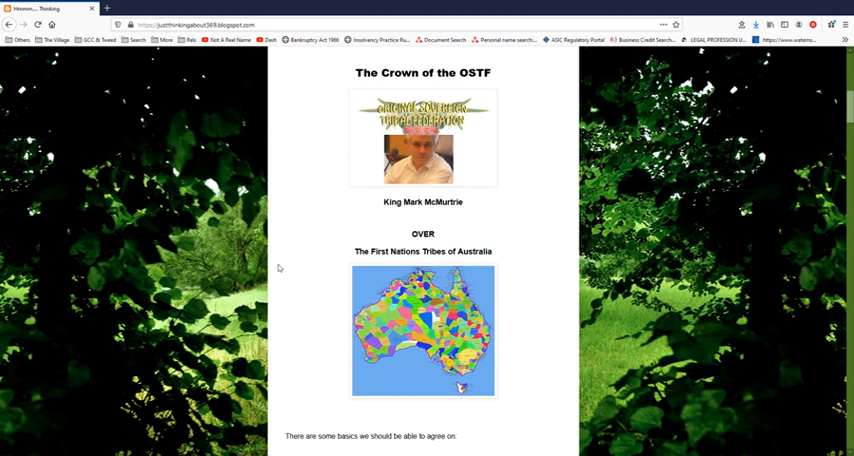 Hmmm.... Thinking
https://justthinkingabout369.blogspot.com
Others
The Village
GCC & Tweed
Search
More
Rels
Not A Real Name
Dash
Bankruptcy Act 1966
Insolvency Practice Ru...
Document Search
Personal name search:...
ASIC Regulatory Portal
Business Credit Search...
LEGAL PROFESSION U...
The Crown of the OSTF
ORIGINAL SOVEREIGN
TRIBAL FEDERATION
King Mark McMurtrie
OVER
The First Nations Tribes of Australia
There are some basics we should be able to agree on: